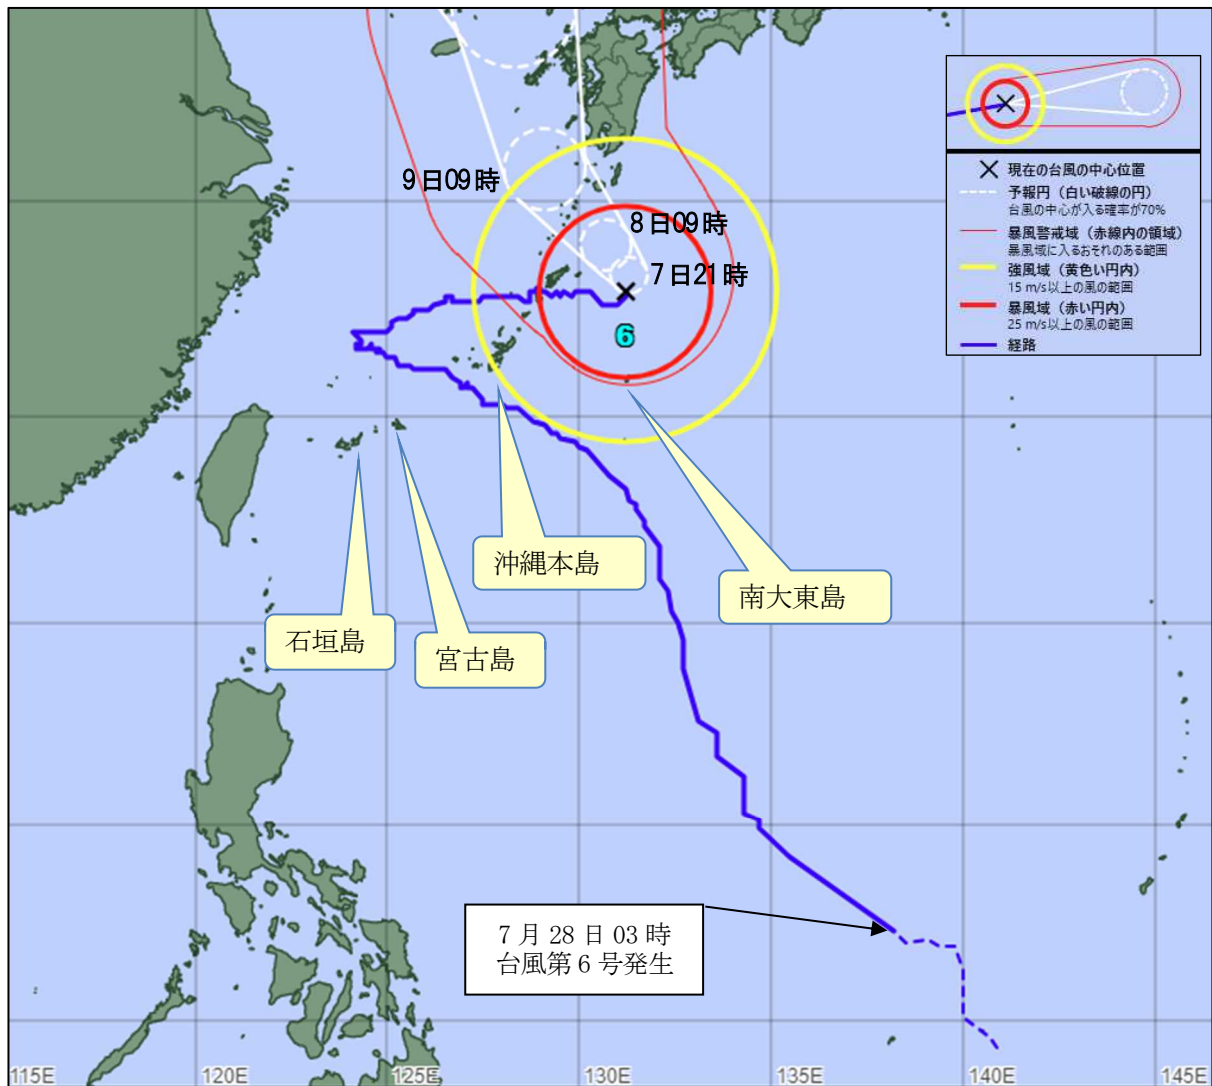 現在の台風の中心位置
予報円（白い破線の円）
台風の中心が入る確率が70%
暴風警戒域（赤線内の領域）
暴風域に入るおそれのある範囲
強風域（黄色い円内）
15 m/s以上の風の範囲
暴風域（赤い円内）
25 m/s以上の風の範囲
経路
9日09時
8日09時
7日21時
6
沖縄本島
南大東島
石垣島
宮古島
7月28日03時
台風第6号発生
115E 120E 125E 130E 135E 140E 145E